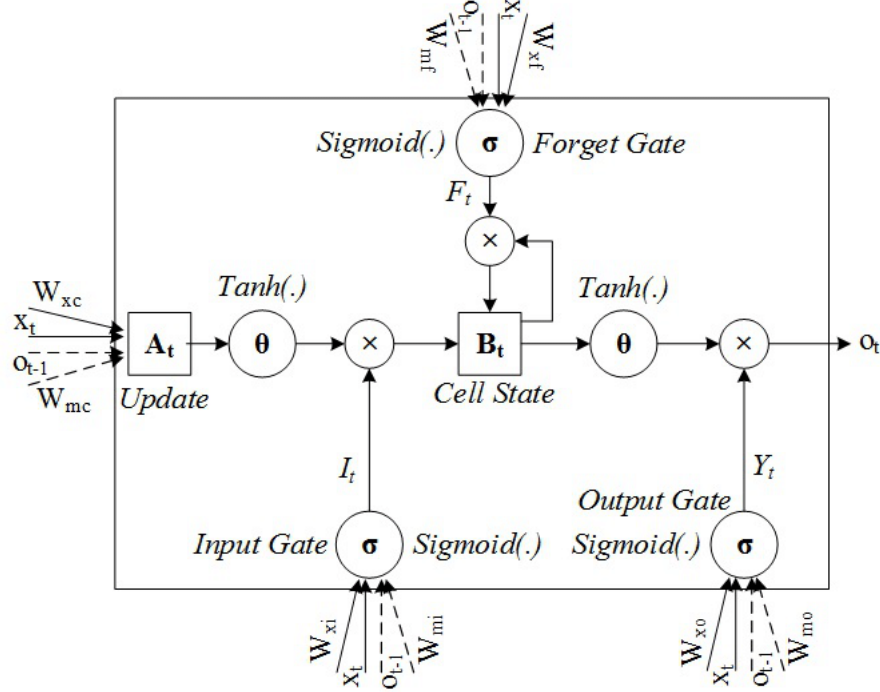 W_mf o_t-1 x_t W_xf
Sigmoid(.) σ Forget Gate
F_t
×
W_xc
x_t
o_t-1
W_mc
Tanh(.)
Tanh(.)
A_t θ × B_t θ × o_t
Update
Cell State
I_t
Y_t
Output Gate
Input Gate σ Sigmoid(.)
Sigmoid(.) σ
W_xi x_t o_t-1 W_mi
W_xo x_t o_t-1 W_mo